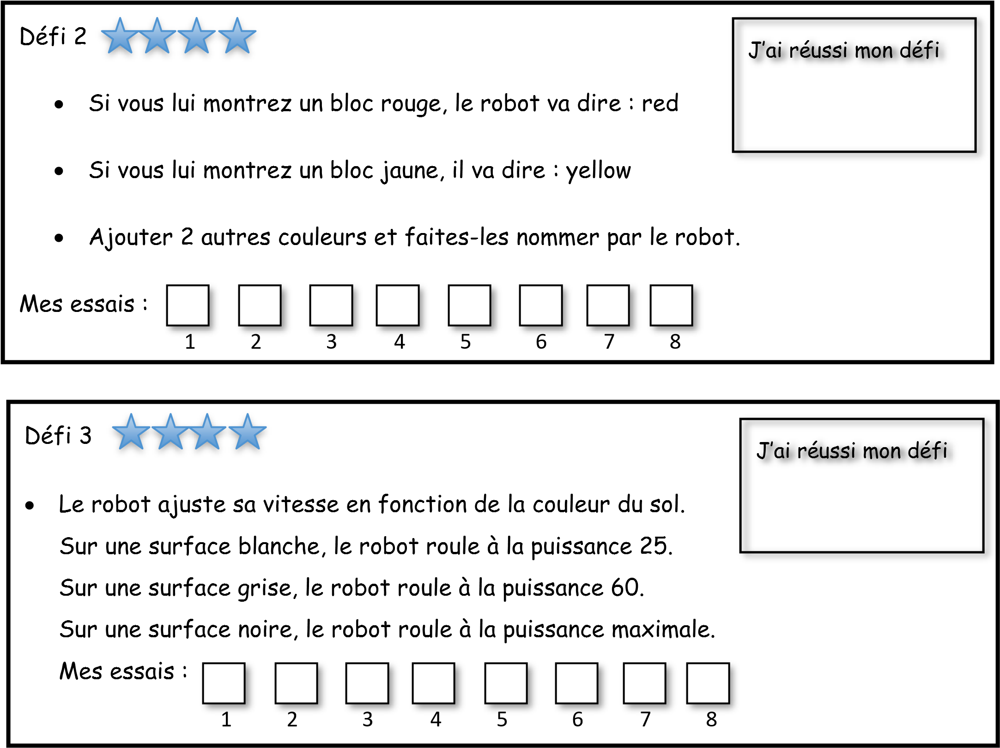 Défi 2
J'ai réussi mon défi
• Si vous lui montrez un bloc rouge, le robot va dire : red
• Si vous lui montrez un bloc jaune, il va dire : yellow
• Ajouter 2 autres couleurs et faites-les nommer par le robot.
Mes essais :
1 2 3 4 5 6 7 8
Défi 3
J'ai réussi mon défi
• Le robot ajuste sa vitesse en fonction de la couleur du sol.
Sur une surface blanche, le robot roule à la puissance 25.
Sur une surface grise, le robot roule à la puissance 60.
Sur une surface noire, le robot roule à la puissance maximale.
Mes essais :
1 2 3 4 5 6 7 8